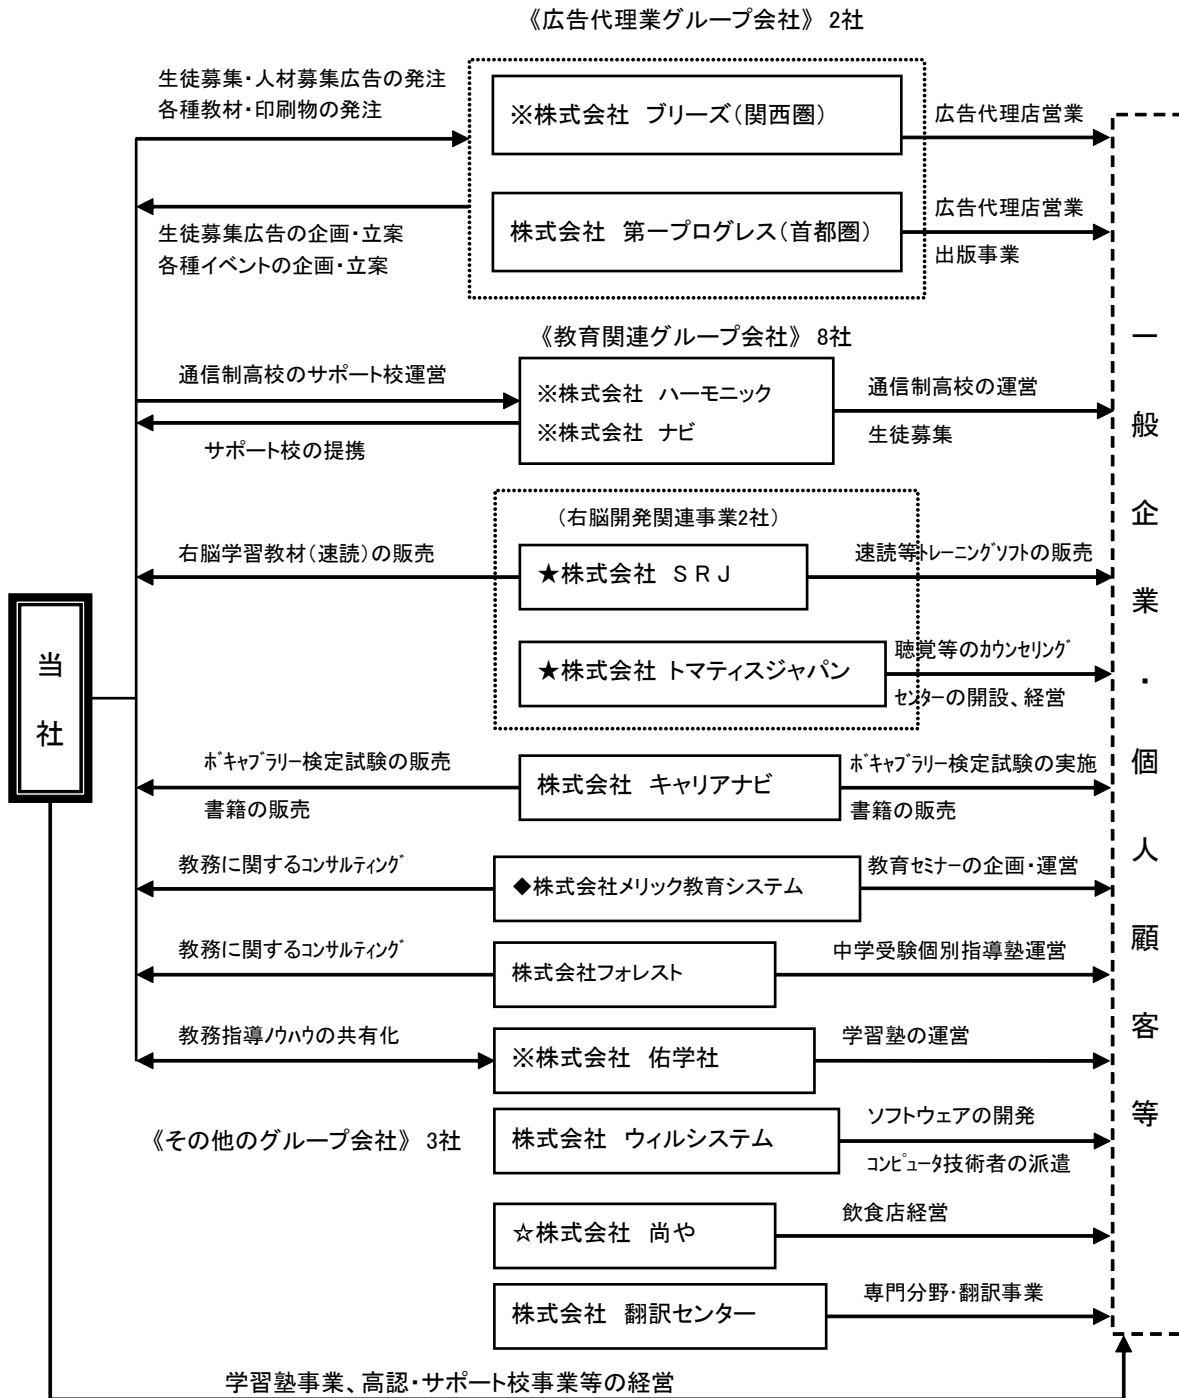 《広告代理業グループ会社》 2社
生徒募集・人材募集広告の発注
各種教材・印刷物の発注
※株式会社 ブリーズ(関西圏)
広告代理店営業
生徒募集広告の企画・立案
各種イベントの企画・立案
株式会社 第一プログレス(首都圏)
広告代理店営業
出版事業
《教育関連グループ会社》 8社
通信制高校のサポート校運営
サポート校の提携
※株式会社 ハーモニック
※株式会社 ナビ
通信制高校の運営
生徒募集
(右脳開発関連事業2社)
右脳学習教材(速読)の販売
★株式会社 SRJ
速読等トレーニングソフトの販売
★株式会社 トマティスジャパン
聴覚等のカウンセリング
センターの開設、経営
当社
ボキャブラリー検定試験の販売
書籍の販売
株式会社 キャリアナビ
ボキャブラリー検定試験の実施
書籍の販売
教務に関するコンサルティング
◆株式会社メリック教育システム
教育セミナーの企画・運営
教務に関するコンサルティング
株式会社フォレスト
中学受験個別指導塾運営
教務指導ノウハウの共有化
※株式会社 佑学社
学習塾の運営
《その他のグループ会社》 3社
株式会社 ウィルシステム
ソフトウェアの開発
コンピュータ技術者の派遣
☆株式会社 尚や
飲食店経営
株式会社 翻訳センター
専門分野・翻訳事業
学習塾事業、高認・サポート校事業等の経営
一般企業・個人顧客等